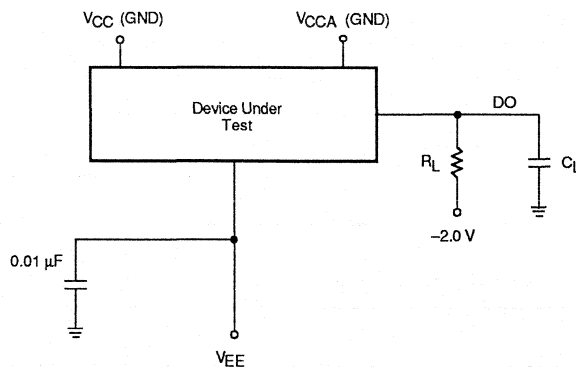 VCC (GND)
VCCA (GND)
Device Under
Test
DO
RL
CL
–2.0 V
0.01 µF
VEE